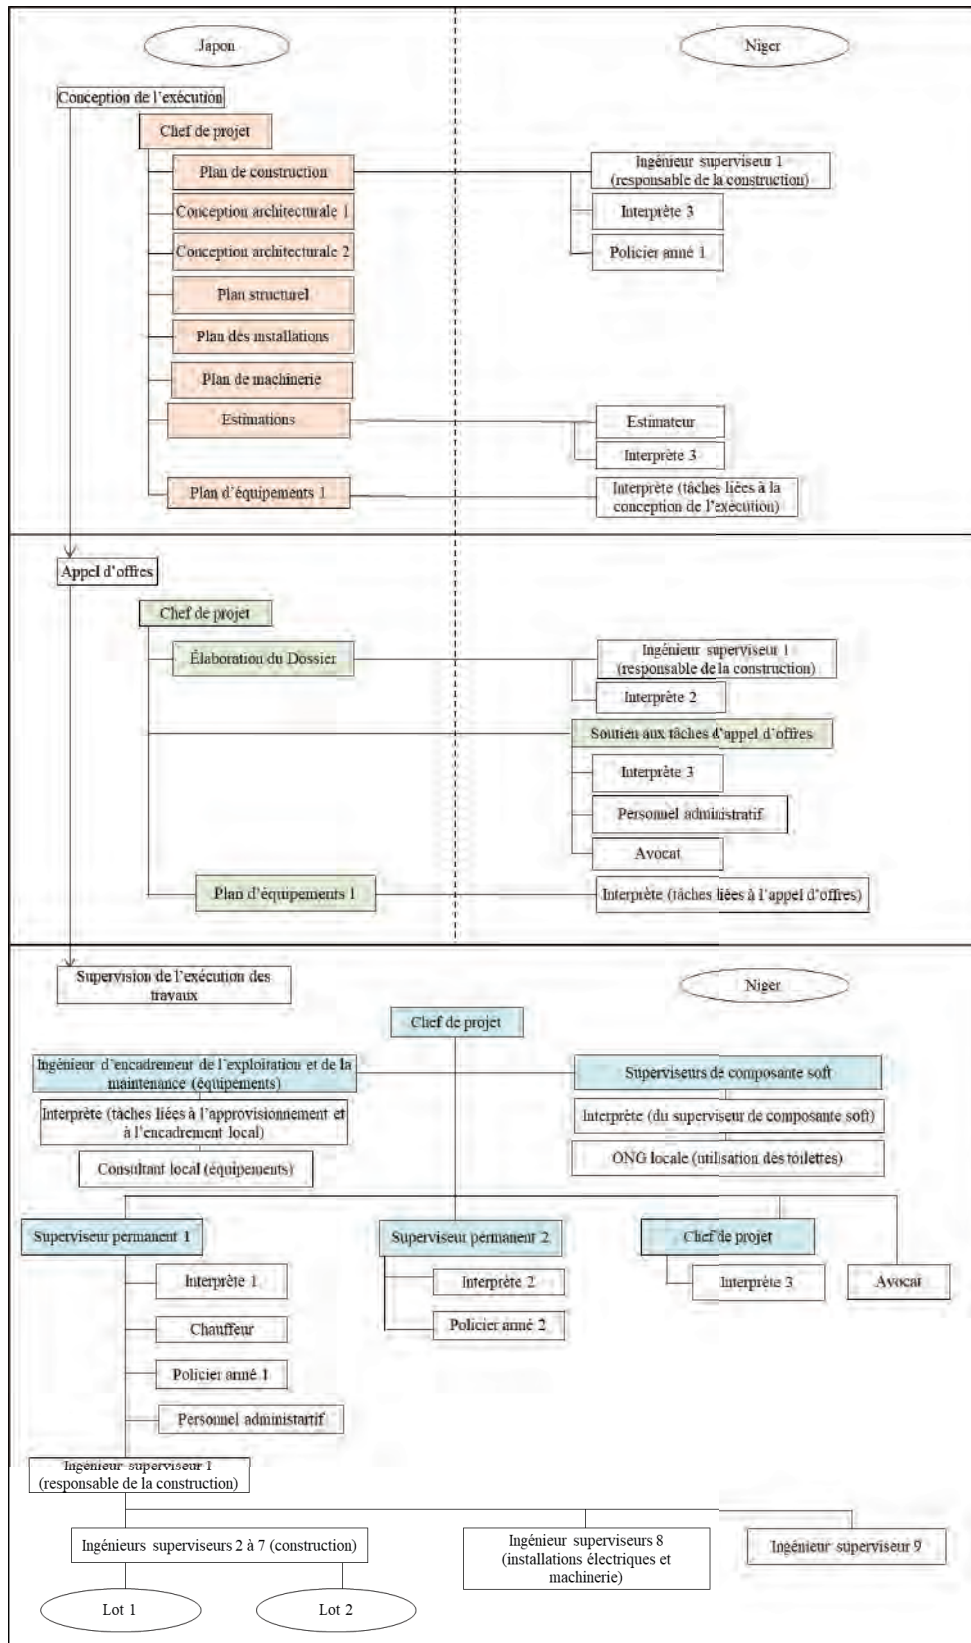 Japon
Niger
Conception de l'exécution
Chef de projet
Plan de construction
Ingénieur superviseur 1
(responsable de la construction)
Conception architecturale 1
Interprète 3
Conception architecturale 2
Policier anné 1
Plan structurel
Plan des installations
Plan de machinerie
Estimations
Estimateur
Interprète 3
Plan d'équipements 1
Interprète (tâches liées à la
conception de l'exécution)
Appel d'offres
Chef de projet
Élaboration du Dossier
Ingénieur superviseur 1
(responsable de la construction)
Interprète 2
Soutien aux tâches d'appel d'offres
Interprète 3
Personnel administratif
Avocat
Plan d'équipements 1
Interprète (tâches liées à l'appel d'offres)
Supervision de l'exécution des
travaux
Niger
Chef de projet
Ingénieur d'encadrement de l'exploitation et de la
maintenance (équipements)
Superviseurs de composante soft
Interprète (tâches liées à l'approvisionnement et
à l'encadrement local)
Interprète (du superviseur de composante soft)
Consultant local (équipements)
ONG locale (utilisation des toilettes)
Superviseur permanent 1
Superviseur permanent 2
Chef de projet
Interprète 1
Interprète 2
Interprète 3
Avocat
Chauffeur
Policier anné 2
Policier anné 1
Personnel administartif
Ingénieur superviseur 1
(responsable de la construction)
Ingénieurs superviseurs 2 à 7 (construction)
Ingénieur superviseurs 8
(installations électriques et
machinerie)
Ingénieur superviseur 9
Lot 1
Lot 2